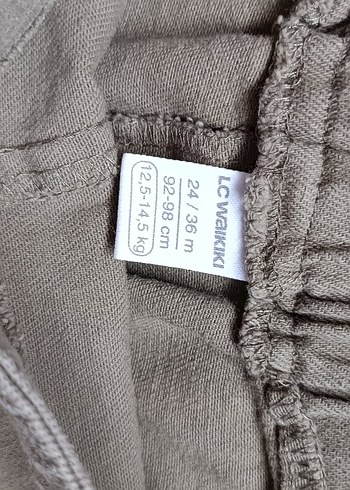 LC WAIKIKI
24 / 36 m
92-98 cm
12,5-14,5 kg